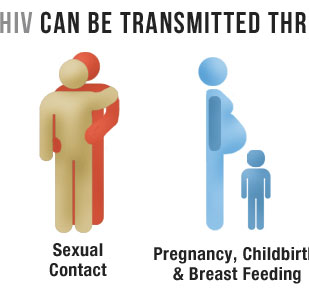 HIV CAN BE TRANSMITTED THR
Sexual
Contact
Pregnancy, Childbirth
& Breast Feeding